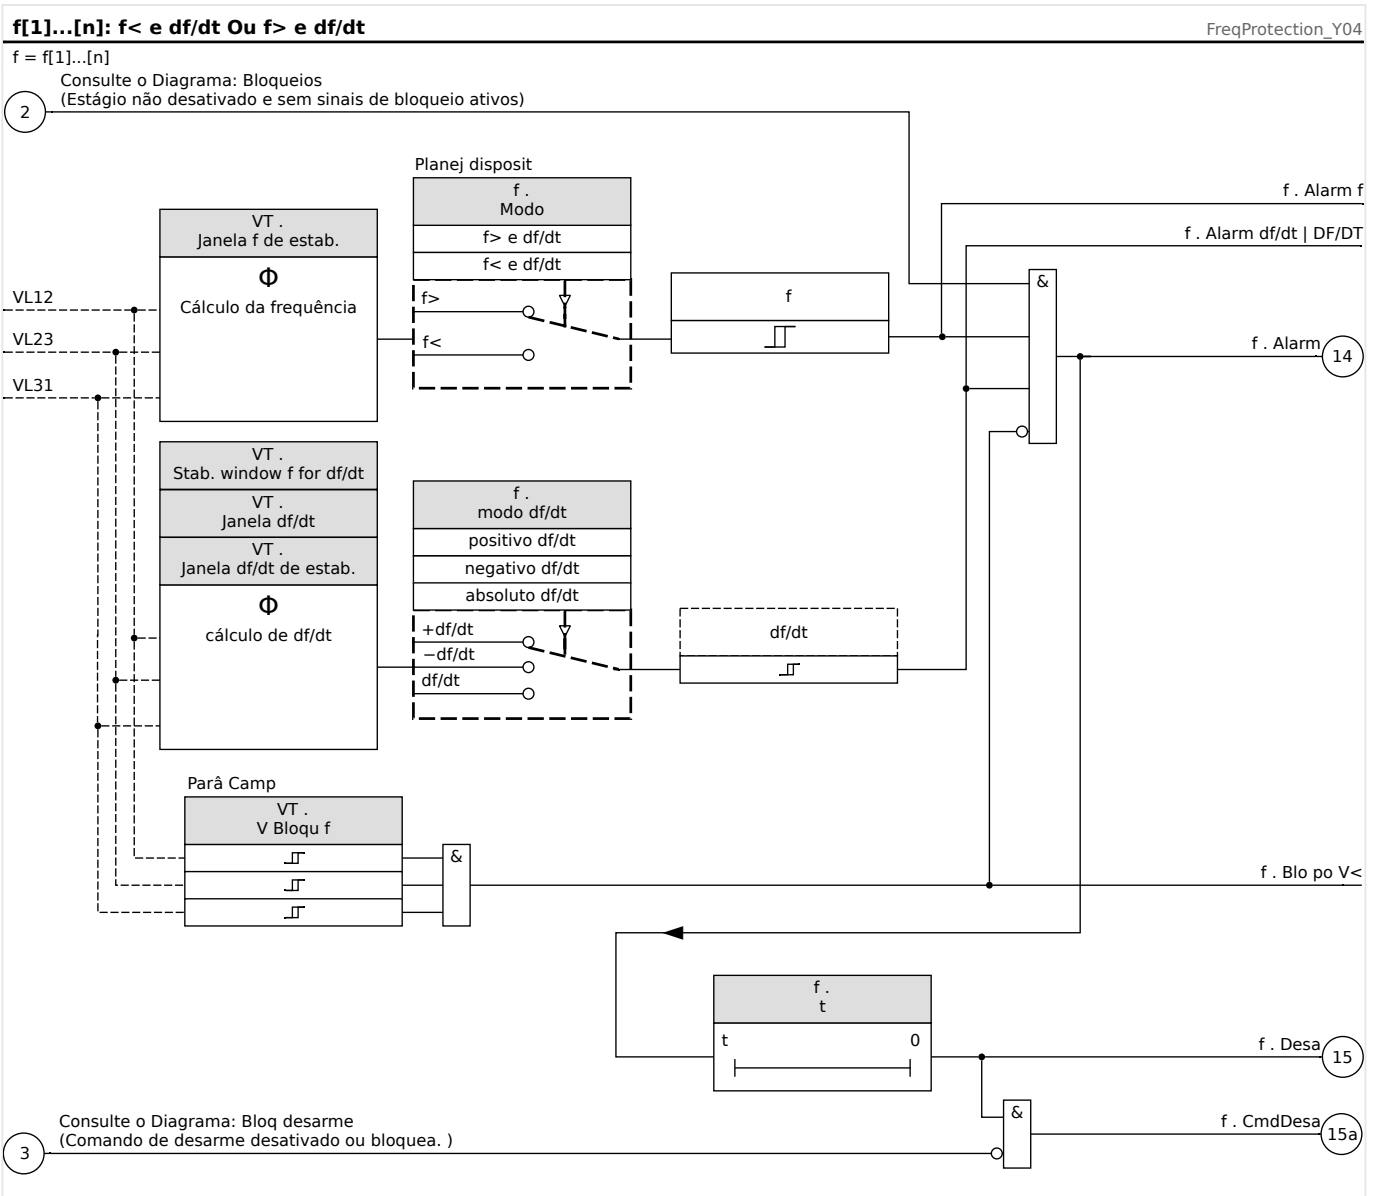 f[1]...[n]: f< e df/dt Ou f> e df/dt
FreqProtection_Y04
f = f[1]...[n]
Consulte o Diagrama: Bloqueios
(Estágio não desativado e sem sinais de bloqueio ativos)
2
Planej disposit
f .
Modo
f> e df/dt
f< e df/dt
f>
f<
VT .
Janela f de estab.
Φ
Cálculo da frequência
VL12
VL23
VL31
f
f . Alarm f
f . Alarm df/dt | DF/DT
&
f . Alarm
14
VT .
Stab. window f for df/dt
VT .
Janela df/dt
VT .
Janela df/dt de estab.
Φ
cálculo de df/dt
f .
modo df/dt
positivo df/dt
negativo df/dt
absoluto df/dt
+df/dt
−df/dt
df/dt
df/dt
Parâ Camp
VT .
V Bloqu f
&
f . Blo po V<
f .
t
t 0
f . Desa
15
&
f . CmdDesa
15a
Consulte o Diagrama: Bloq desarme
(Comando de desarme desativado ou bloquea. )
3